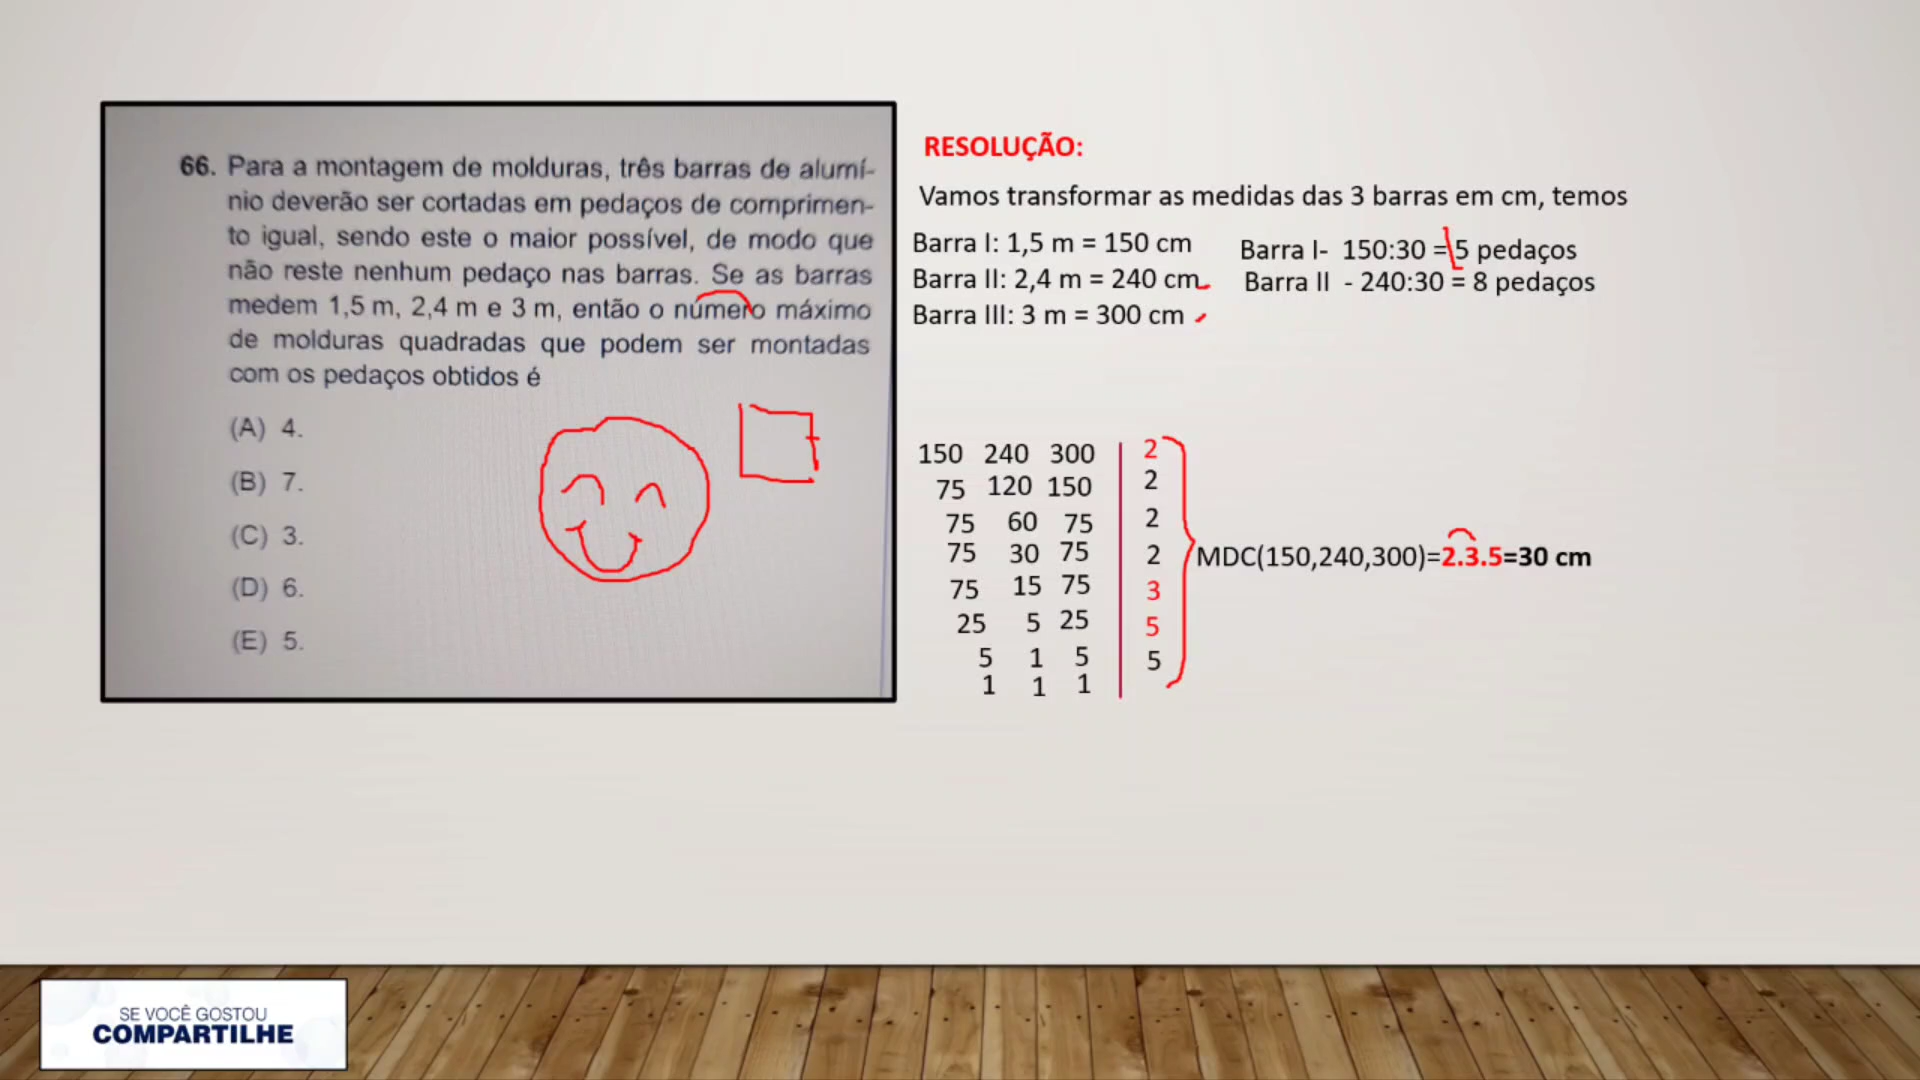 66. Para a montagem de molduras, três barras de alumí-
nio deverão ser cortadas em pedaços de comprimen-
to igual, sendo este o maior possível, de modo que
não reste nenhum pedaço nas barras. Se as barras
medem 1,5 m, 2,4 m e 3 m, então o número máximo
de molduras quadradas que podem ser montadas
com os pedaços obtidos é
(A) 4.
(B) 7.
(C) 3.
(D) 6.
(E) 5.
RESOLUÇÃO:
Vamos transformar as medidas das 3 barras em cm, temos
Barra I: 1,5 m = 150 cm
Barra II: 2,4 m = 240 cm
Barra III: 3 m = 300 cm
Barra I- 150:30 = 5 pedaços
Barra II - 240:30 = 8 pedaços
150 240 300 2
75 120 150 2
75 60 75 2
75 30 75 2
75 15 75 3
25 5 25 5
5 1 5 5
1 1 1
MDC(150,240,300)=2.3.5=30 cm
SE VOCÊ GOSTOU
COMPARTILHE